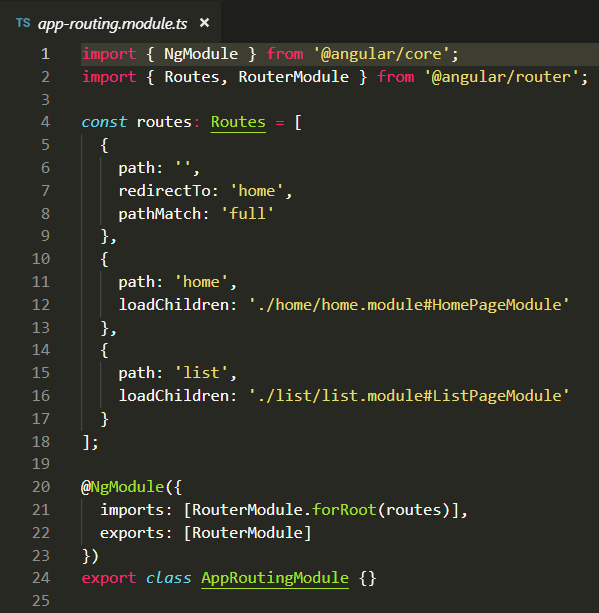 TS app-routing.module.ts ×
1 import { NgModule } from '@angular/core';
2 import { Routes, RouterModule } from '@angular/router';
3
4 const routes: Routes = [
5   {
6     path: '',
7     redirectTo: 'home',
8     pathMatch: 'full'
9   },
10   {
11     path: 'home',
12     loadChildren: './home/home.module#HomePageModule'
13   },
14   {
15     path: 'list',
16     loadChildren: './list/list.module#ListPageModule'
17   }
18 ];
19
20 @NgModule({
21   imports: [RouterModule.forRoot(routes)],
22   exports: [RouterModule]
23 })
24 export class AppRoutingModule {}
25